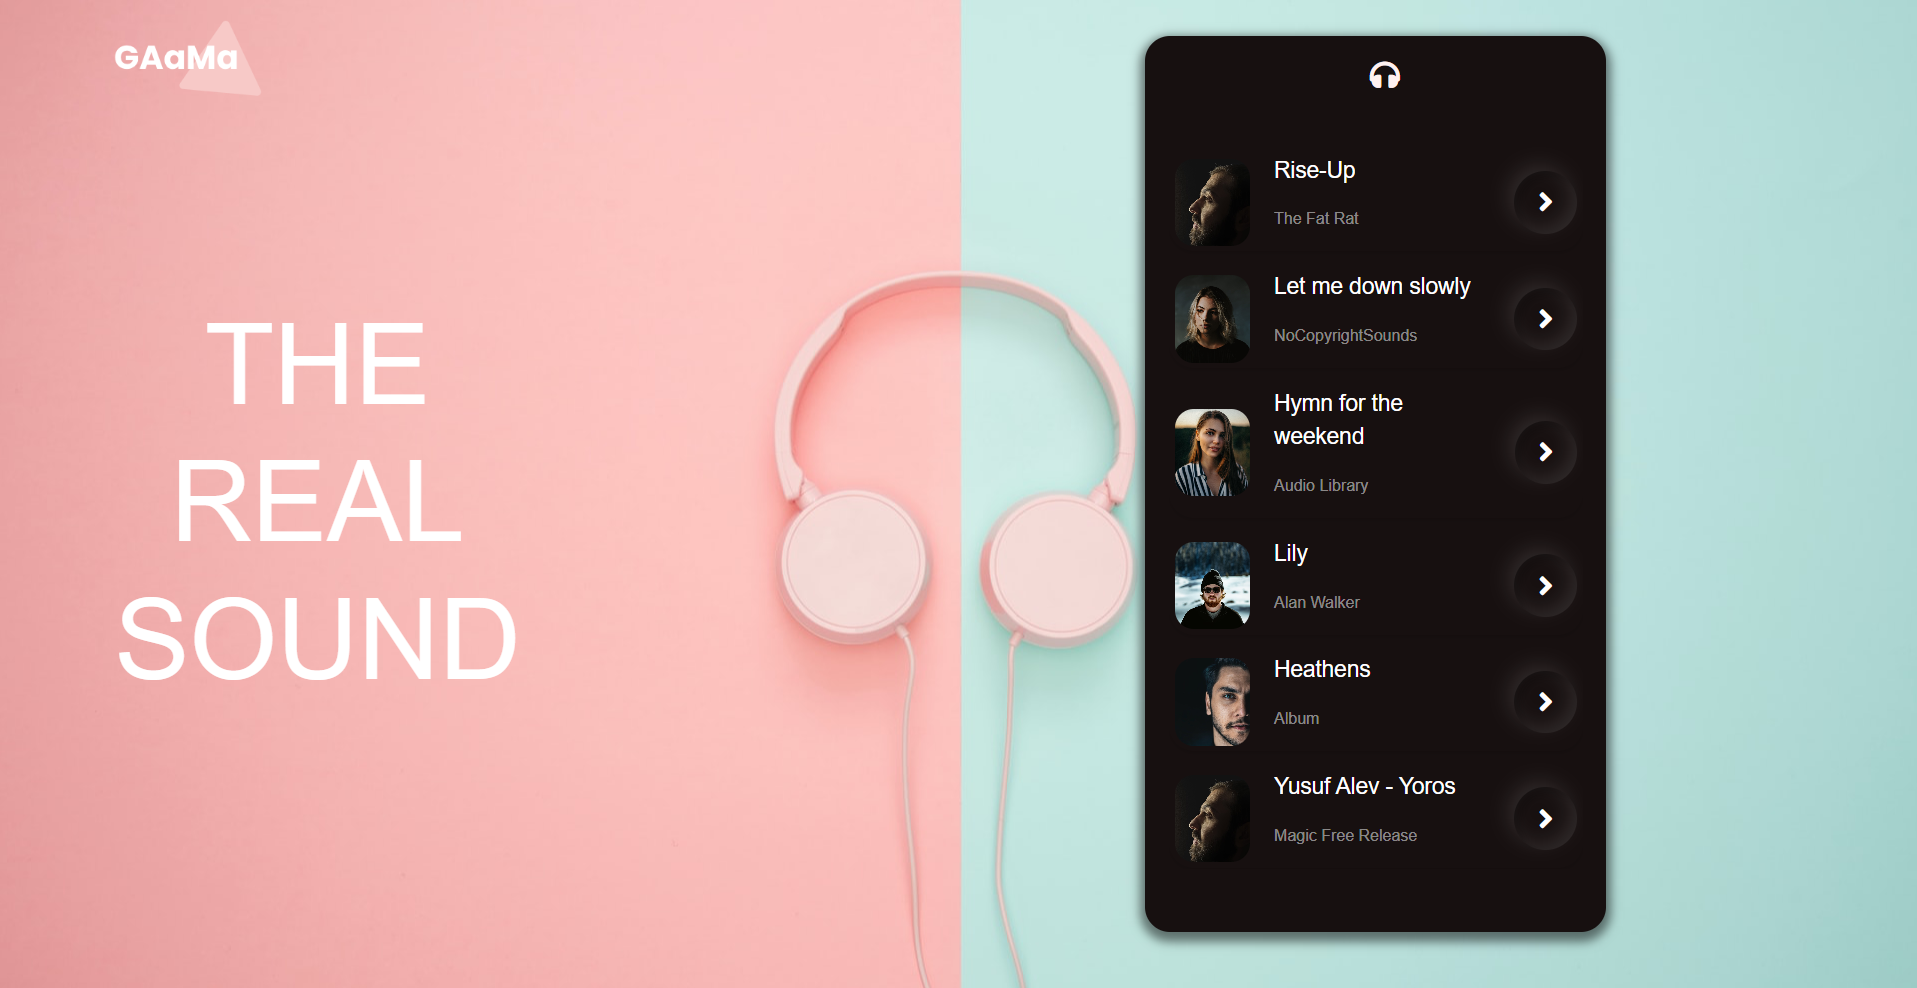 GAaMa
THE
REAL
SOUND
Rise-Up
The Fat Rat
Let me down slowly
NoCopyrightSounds
Hymn for the
weekend
Audio Library
Lily
Alan Walker
Heathens
Album
Yusuf Alev - Yoros
Magic Free Release